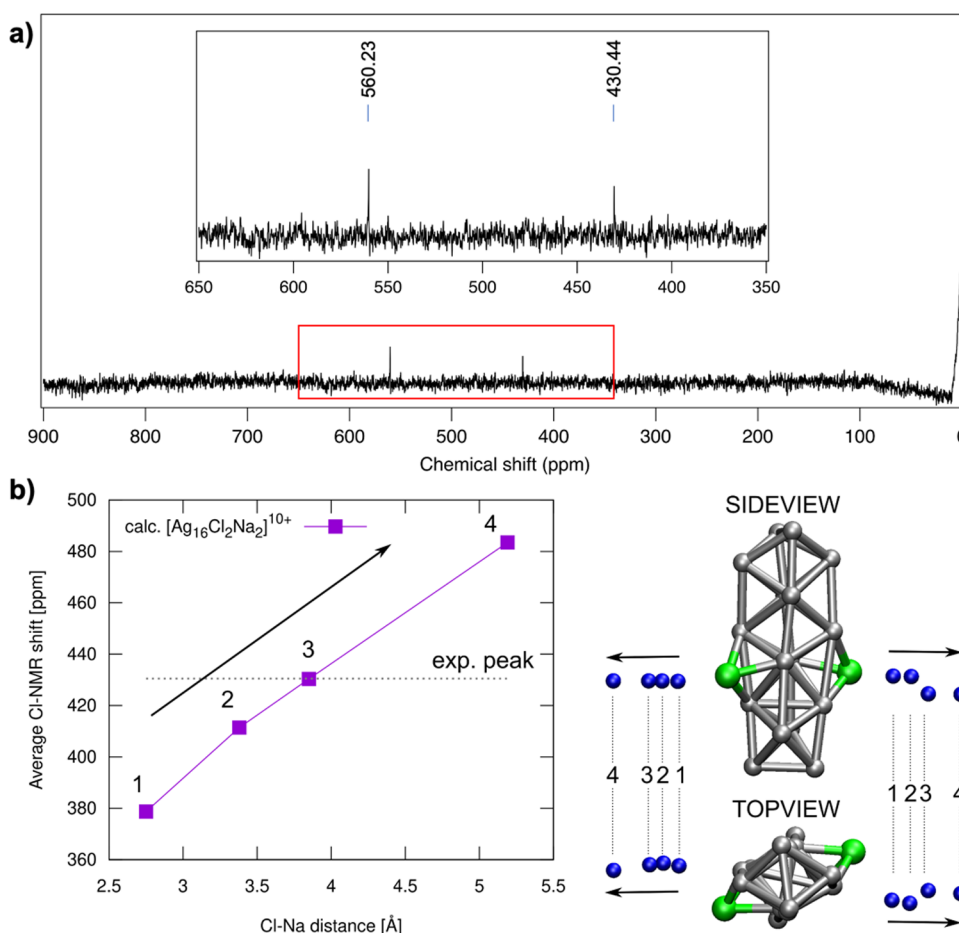 a)
560.23
430.44
650 600 550 500 450 400 350
900 800 700 600 500 400 300 200 100
Chemical shift (ppm)
b)
500
480
460
440
420
400
380
360
Average Cl-NMR shift [ppm]
calc. [Ag16Cl2Na2]10+
1
2
3
4
exp. peak
2.5 3 3.5 4 4.5 5 5.5
Cl-Na distance [Å]
SIDEVIEW
4 3 2 1
1 2 3
TOPVIEW